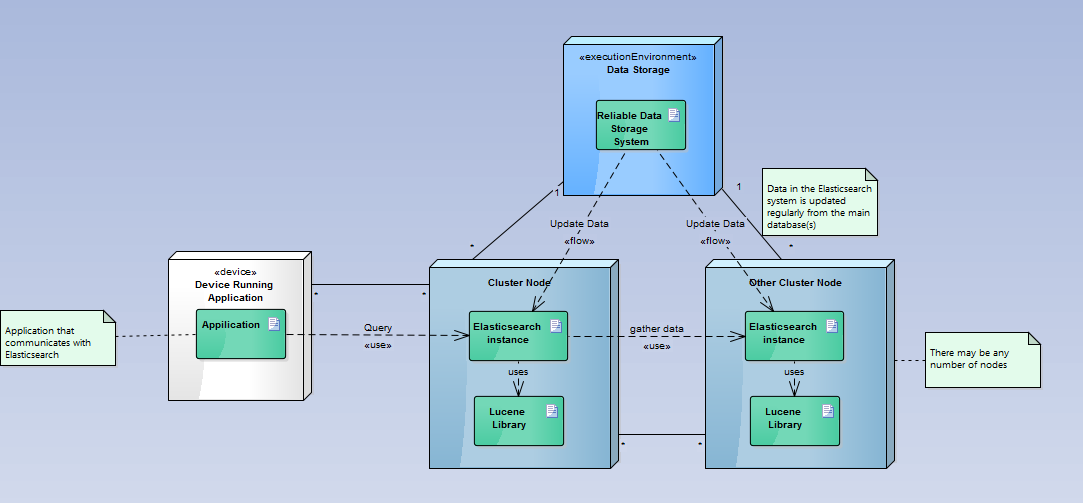 «executionEnvironment»
Data Storage
Reliable Data
Storage
System
1
1
Data in the Elasticsearch
system is updated
regularly from the main
database(s)
Update Data
«flow»
Update Data
«flow»
*
*
«device»
Device Running
Application
Application
*
*
Application that
communicates with
Elasticsearch
Query
«use»
Cluster Node
Elasticsearch
instance
uses
Lucene
Library
gather data
«use»
Other Cluster Node
Elasticsearch
instance
uses
Lucene
Library
*
*
There may be any
number of nodes